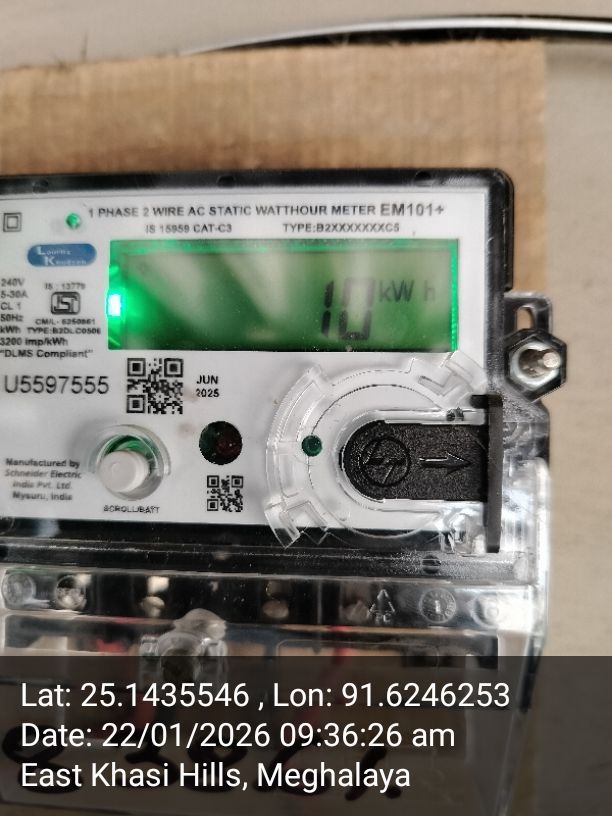 1 PHASE 2 WIRE AC STATIC WATTHOUR METER EM101+
IS 15959 CAT-C3 TYPE:B2XXXXXXXC5
240V
5-30A
CL 1
50Hz
kWh
3200 imp/kWh
"DLMS Compliant"
IS : 13779
CM/L- 6250861
TYPE:B2DLC0506
10 kW h
U5597555
JUN
2025
Manufactured by
Schneider Electric
India Pvt. Ltd.
Mysuru, India
SCROLL/BATT
Lat: 25.1435546 , Lon: 91.6246253
Date: 22/01/2026 09:36:26 am
East Khasi Hills, Meghalaya